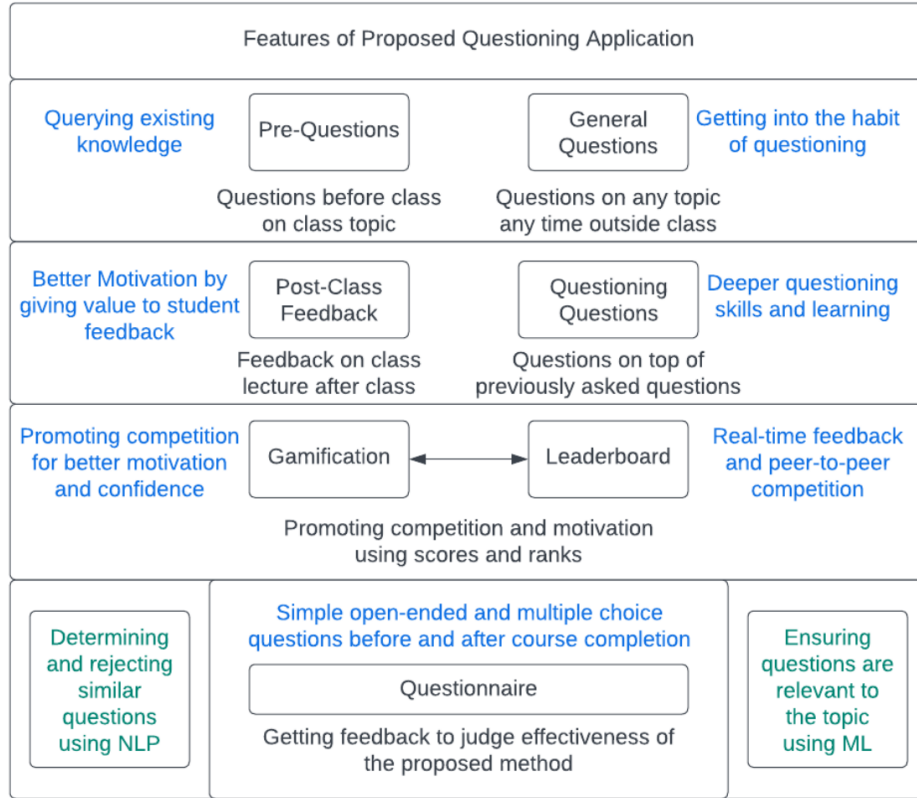 Features of Proposed Questioning Application
Querying existing
knowledge
Pre-Questions
Questions before class
on class topic
General
Questions
Questions on any topic
any time outside class
Getting into the habit
of questioning
Better Motivation by
giving value to student
feedback
Post-Class
Feedback
Feedback on class
lecture after class
Questioning
Questions
Questions on top of
previously asked questions
Deeper questioning
skills and learning
Promoting competition
for better motivation
and confidence
Gamification
Leaderboard
Real-time feedback
and peer-to-peer
competition
Promoting competition and motivation
using scores and ranks
Determining
and rejecting
similar
questions
using NLP
Simple open-ended and multiple choice
questions before and after course completion
Questionnaire
Getting feedback to judge effectiveness of
the proposed method
Ensuring
questions are
relevant to
the topic
using ML